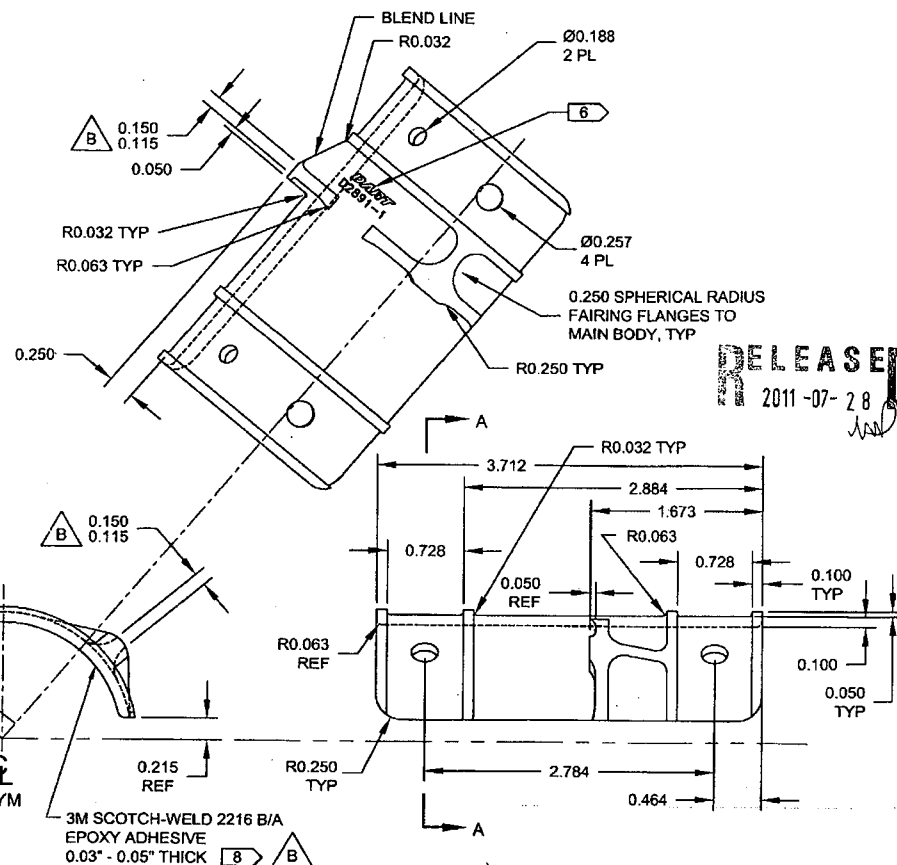 BLEND LINE
R0.032
Ø0.188
2 PL
6
B
0.150
0.115
0.050
DART
D2891-1
R0.032 TYP
R0.063 TYP
Ø0.257
4 PL
0.250 SPHERICAL RADIUS
FAIRING FLANGES TO
MAIN BODY, TYP
R0.250 TYP
0.250
RELEASED
2011-07-28
A
R0.032 TYP
3.712
2.884
1.673
B
0.150
0.115
R0.063
0.728
0.728
0.050
REF
0.100
TYP
R0.063
REF
0.100
0.050
TYP
0.215
REF
R0.250
TYP
2.784
0.464
YM
3M SCOTCH-WELD 2216 B/A
EPOXY ADHESIVE
0.03" - 0.05" THICK
8
B
A